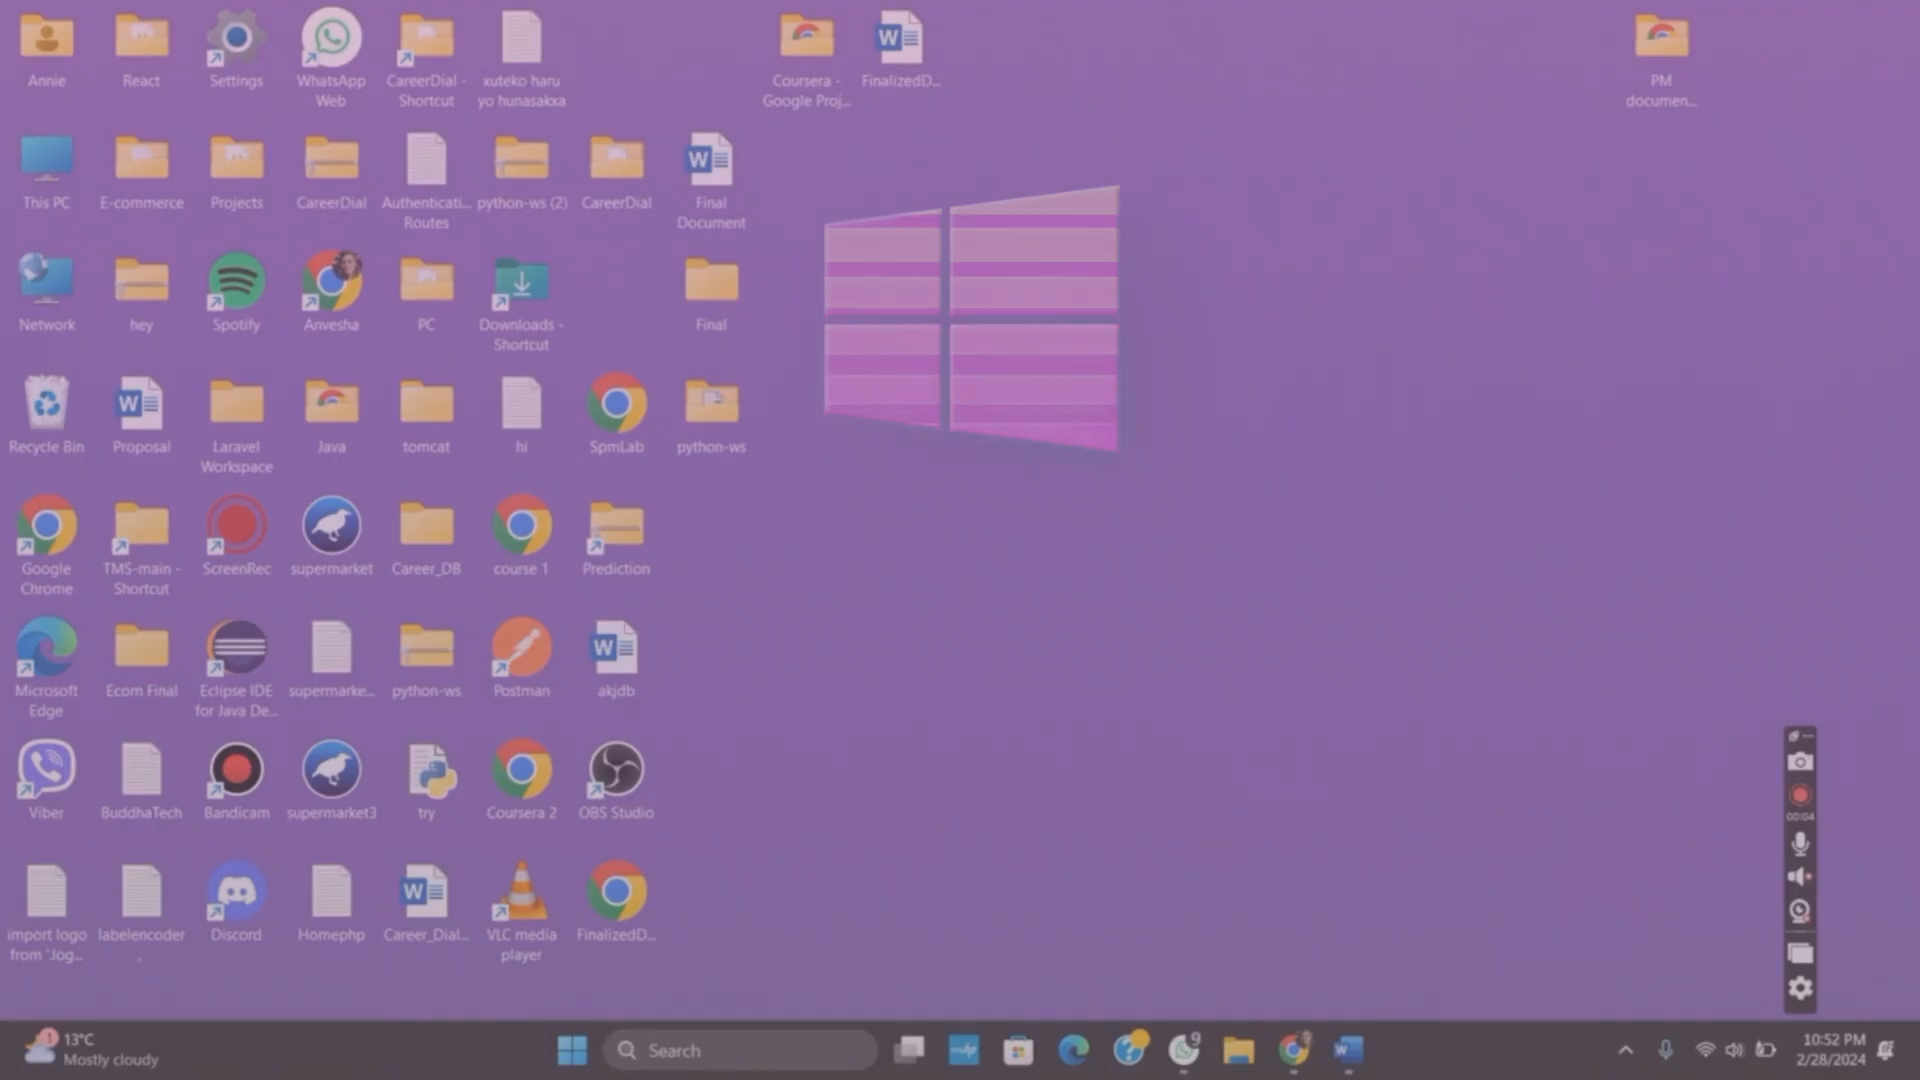 Annie
React
Settings
WhatsApp
Web
CareerDial -
Shortcut
xuteko haru
yo hunasakxa
Coursera -
Google Proj...
FinalizedD...
PM
documen...
This PC
E-commerce
Projects
CareerDial
Authenticati...
Routes
python-ws (2)
CareerDial
Final
Document
Network
hey
Spotify
Anvesha
PC
Downloads -
Shortcut
Final
Recycle Bin
Proposal
Laravel
Workspace
Java
tomcat
hi
SpmLab
python-ws
Google
Chrome
TMS-main -
Shortcut
ScreenRec
supermarket
Career_DB
course 1
Prediction
Microsoft
Edge
Ecom Final
Eclipse IDE
for Java De...
supermarke...
python-ws
Postman
akjdb
Viber
BuddhaTech
Bandicam
supermarket3
try
Coursera 2
OBS Studio
00:04
import logo
from '.log...
labelencoder
.
Discord
Homephp
Career_Dial...
VLC media
player
FinalizedD...
1
13°C
Mostly cloudy
Search
myhp
9
10:52 PM
2/28/2024